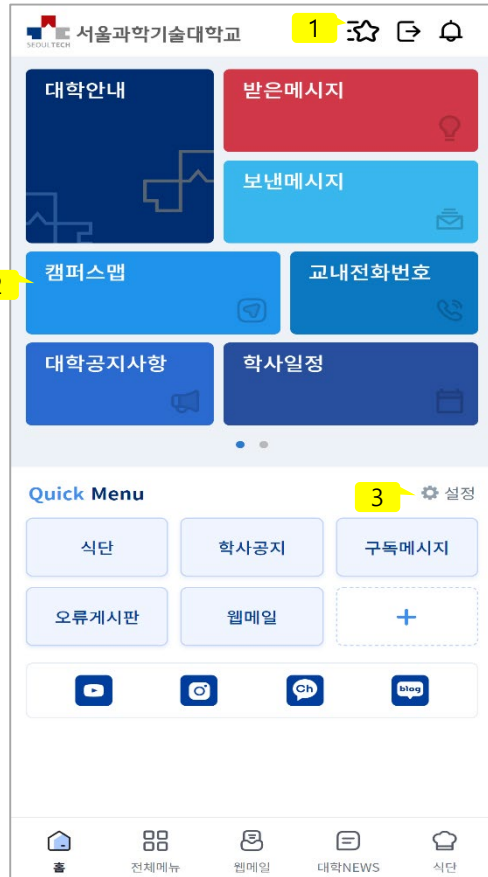 SEOULTECH 서울과학기술대학교 1
대학안내 받은메시지
보낸메시지
2 캠퍼스맵 교내전화번호
대학공지사항 학사일정
Quick Menu 3 설정
식단 학사공지 구독메시지
오류게시판 웹메일 +
Ch blog
홈 전체메뉴 웹메일 대학NEWS 식단